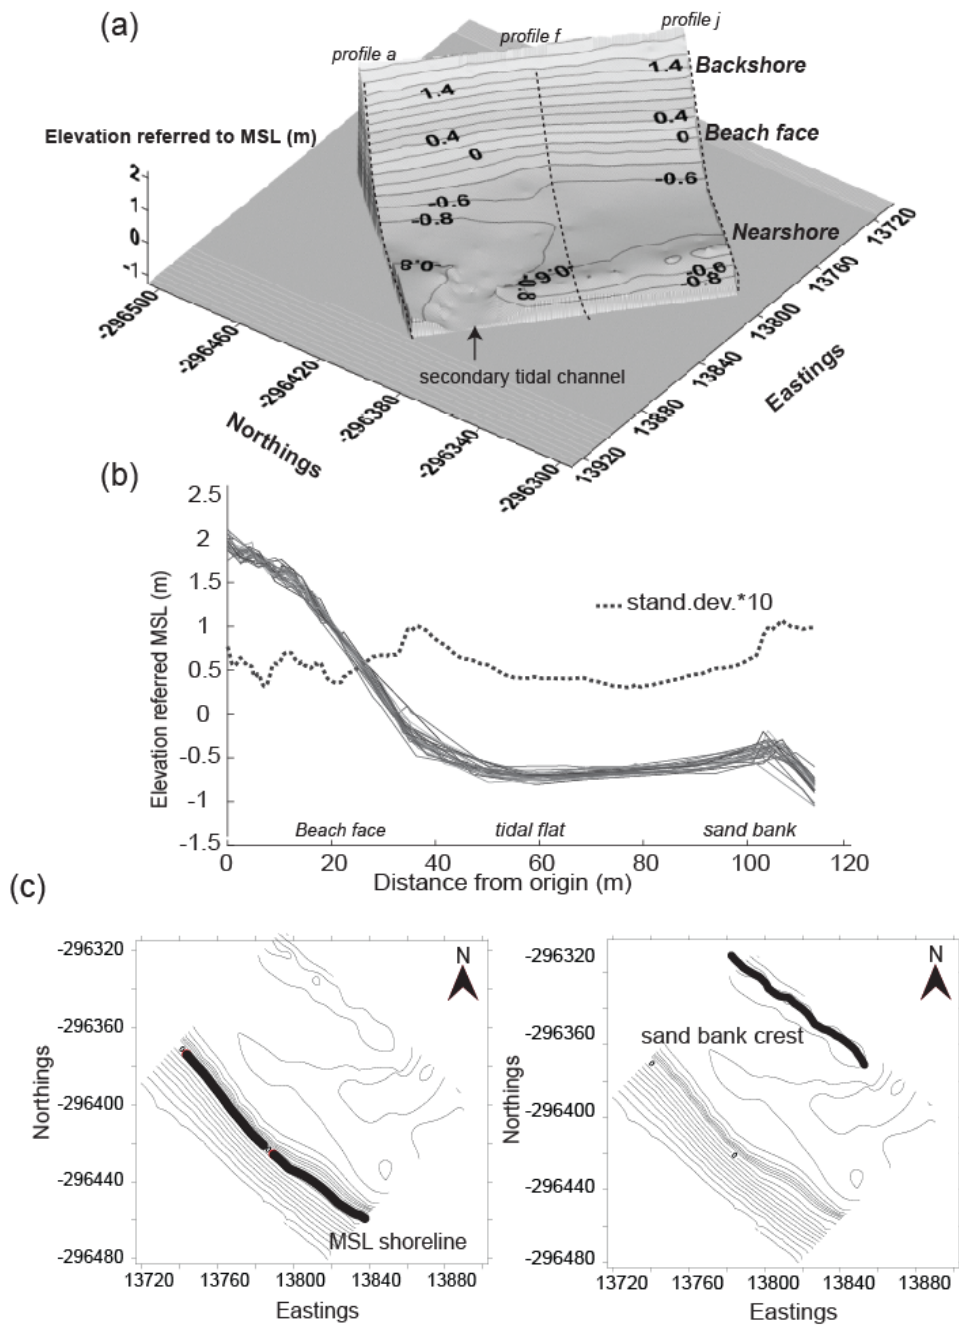 (a)
profile a
profile f
profile j
Backshore
1.4
1.4
Elevation referred to MSL (m)
0.4
0.4
0
0
Beach face
2
1
0
-1
-0.6
-0.6
-0.8
Nearshore
-0.8
-0.6
-0.8
-0.6
-0.8
secondary tidal channel
-296500
-296460
-296420
-296380
-296340
-296300
Northings
13720
13760
13800
13840
13880
13920
Eastings
(b)
2.5
2
1.5
1
0.5
0
-0.5
-1
-1.5
Elevation referred MSL (m)
stand.dev.*10
Beach face
tidal flat
sand bank
0
20
40
60
80
100
120
Distance from origin (m)
(c)
-296320
-296360
-296400
-296440
-296480
Northings
N
0
0
MSL shoreline
13720
13760
13800
13840
13880
Eastings
-296320
-296360
-296400
-296440
-296480
Northings
N
sand bank crest
0
0
13720
13760
13800
13840
13880
Eastings